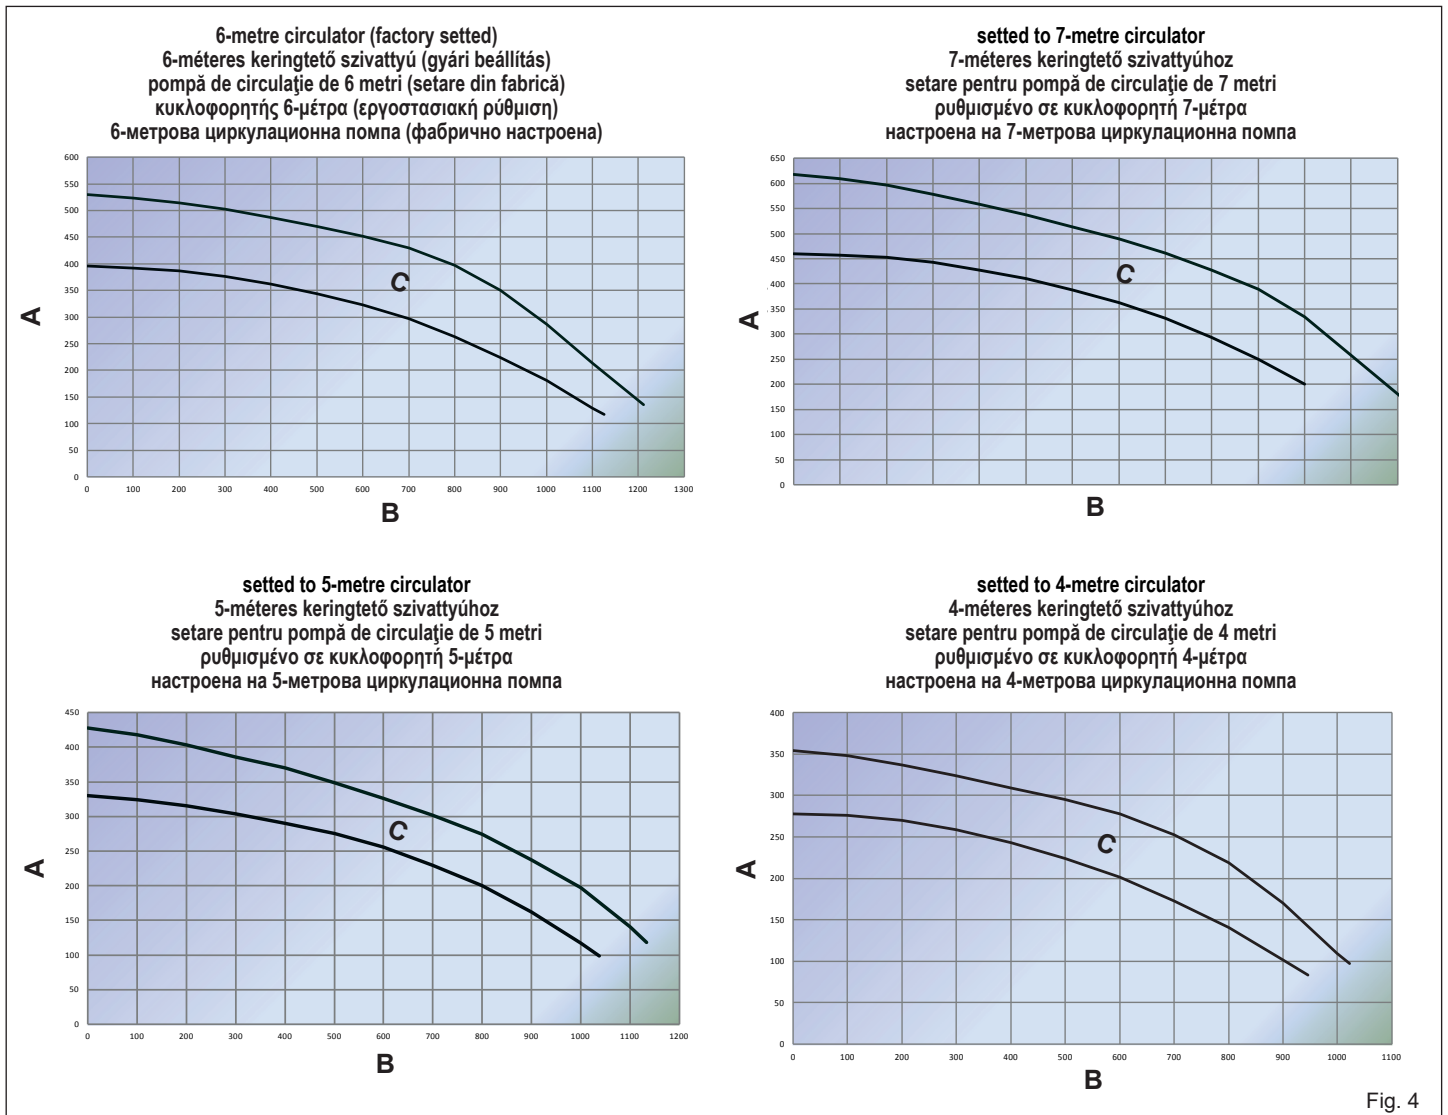 6-metre circulator (factory setted)
6-méteres keringtető szivattyú (gyári beállítás)
pompă de circulaţie de 6 metri (setare din fabrică)
κυκλοφορητής 6-μέτρα (εργοστασιακή ρύθμιση)
6-метрова циркулационна помпа (фабрично настроена)
600
550
500
450
400
350
300
250
200
150
100
50
0
A
C
0 100 200 300 400 500 600 700 800 900 1000 1100 1200 1300
B
setted to 7-metre circulator
7-méteres keringtető szivattyúhoz
setare pentru pompă de circulaţie de 7 metri
ρυθμισμένο σε κυκλοφορητή 7-μέτρα
настроена на 7-метрова циркулационна помпа
650
600
550
500
450
400
350
300
250
200
150
100
50
0
A
C
B
setted to 5-metre circulator
5-méteres keringtető szivattyúhoz
setare pentru pompă de circulaţie de 5 metri
ρυθμισμένο σε κυκλοφορητή 5-μέτρα
настроена на 5-метрова циркулационна помпа
450
400
350
300
250
200
150
100
50
0
A
C
0 100 200 300 400 500 600 700 800 900 1000 1100 1200
B
setted to 4-metre circulator
4-méteres keringtető szivattyúhoz
setare pentru pompă de circulaţie de 4 metri
ρυθμισμένο σε κυκλοφορητή 4-μέτρα
настроена на 4-метрова циркулационна помпа
400
350
300
250
200
150
100
50
0
A
C
0 100 200 300 400 500 600 700 800 900 1000 1100
B
Fig. 4